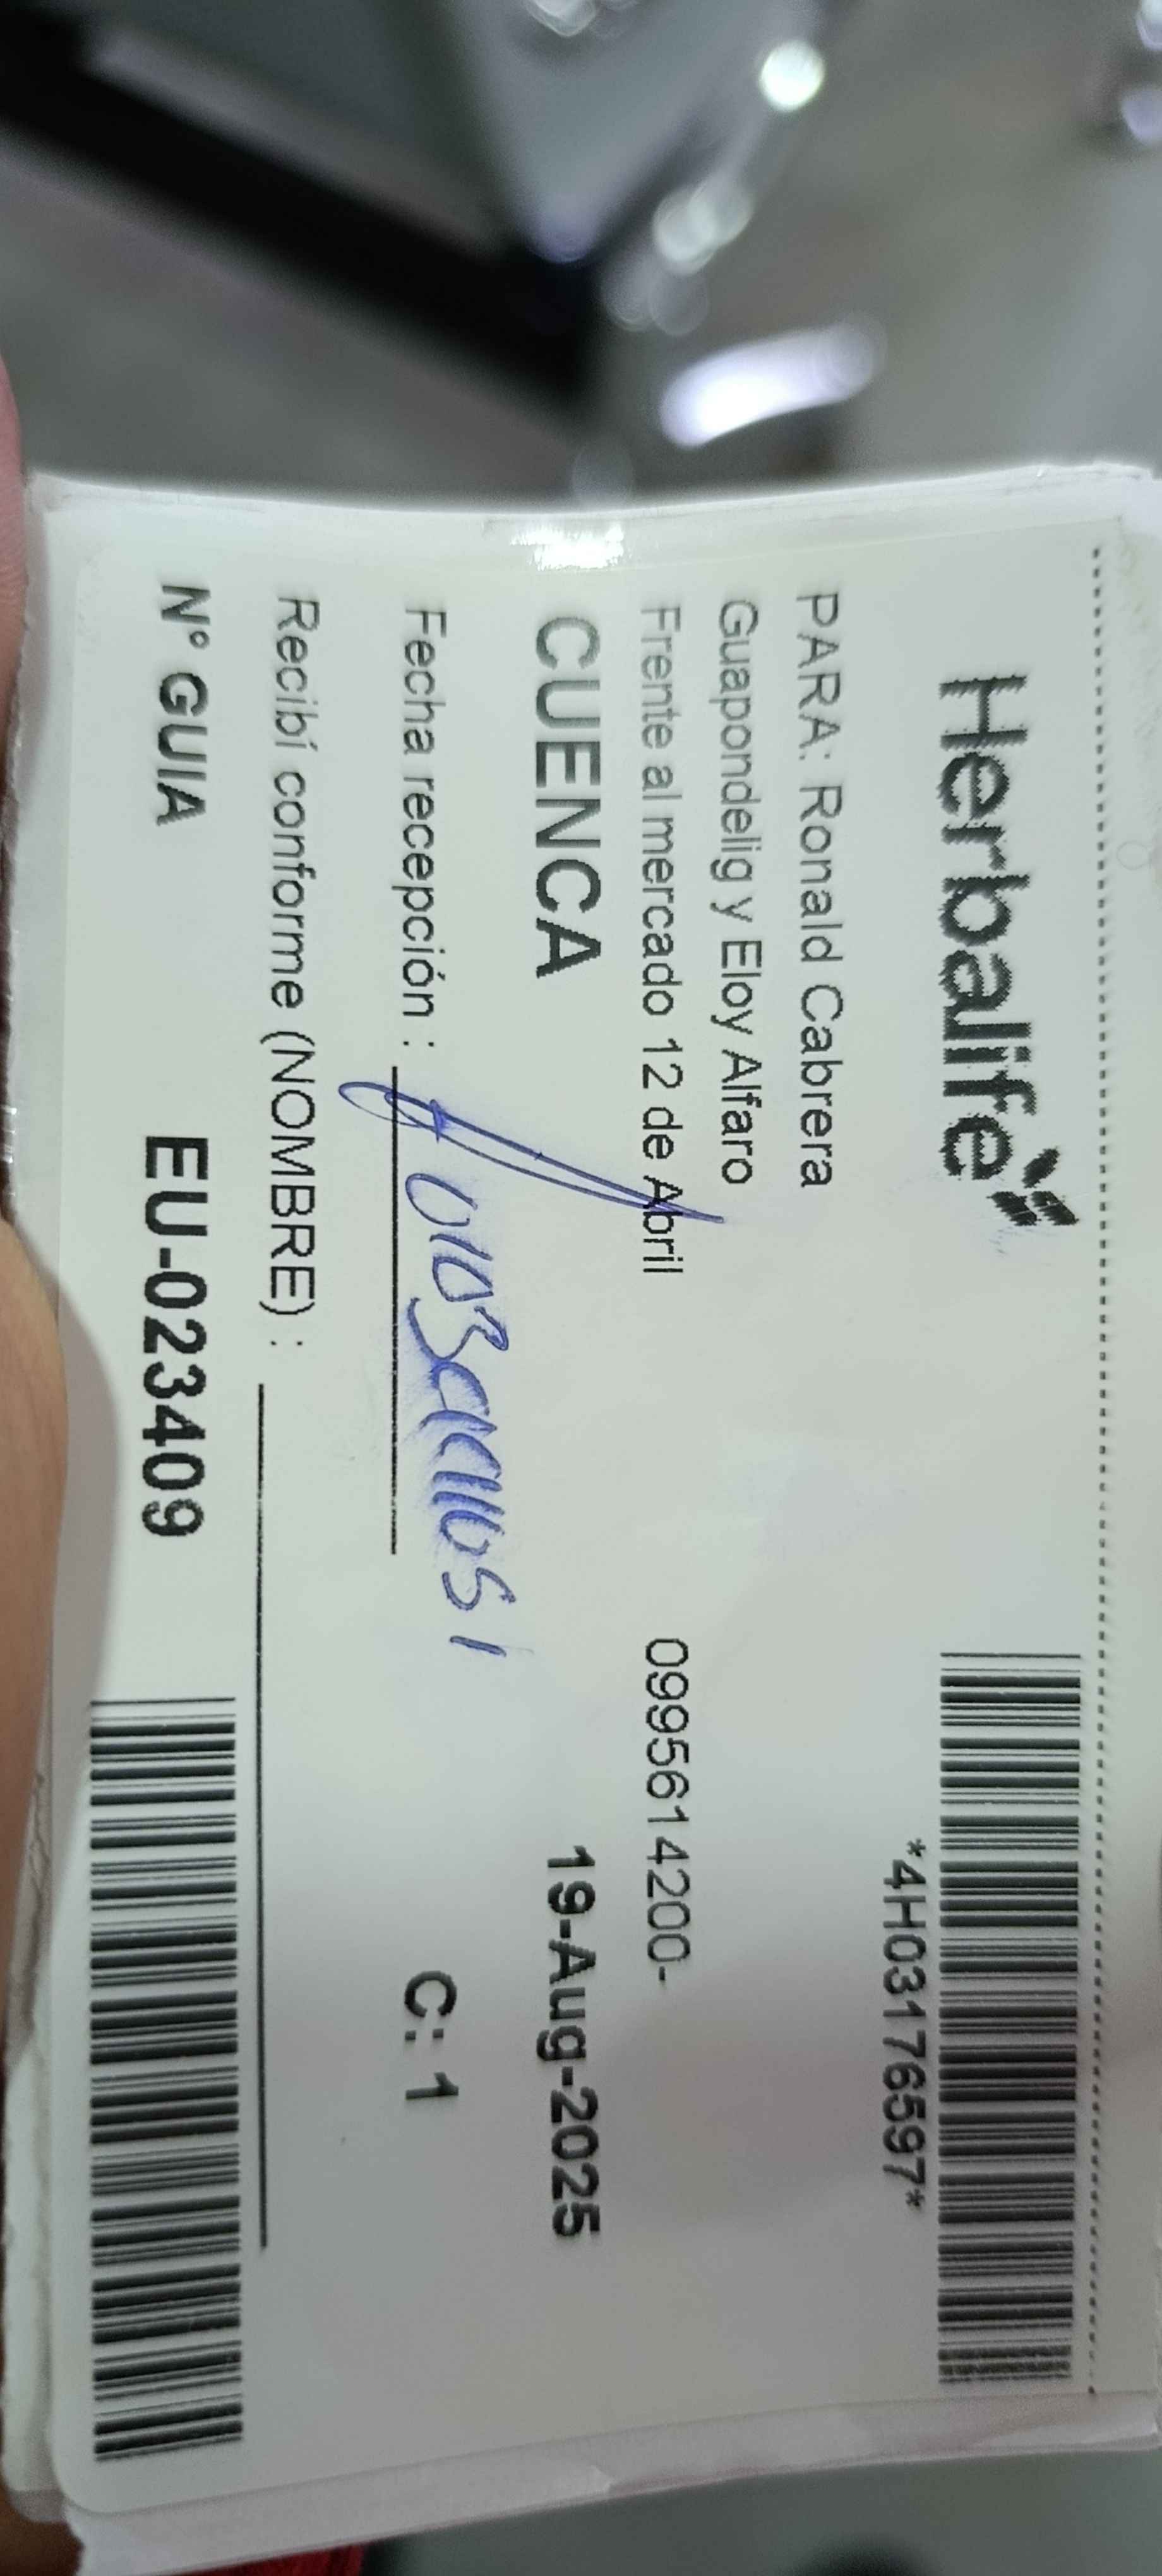 Herbalife
*4H03176597*
PARA: Ronald Cabrera
Guapondelig y Eloy Alfaro
Frente al mercado 12 de Abril 0995614200-
CUENCA 19-Aug-2025
Fecha recepción : C: 1
Recibí conforme (NOMBRE) :
N° GUIA EU-023409